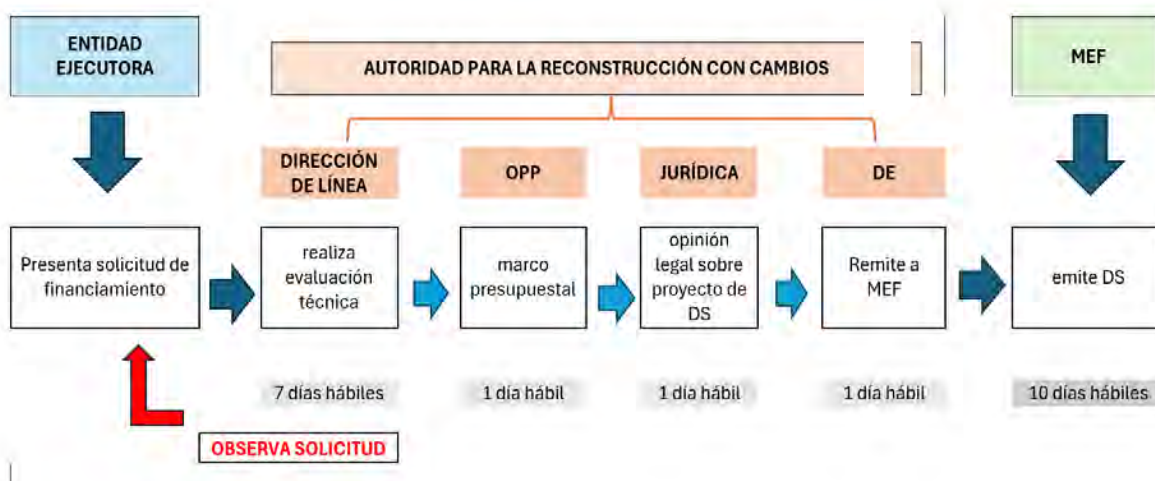 ENTIDAD
EJECUTORA
AUTORIDAD PARA LA RECONSTRUCCIÓN CON CAMBIOS
MEF
DIRECCIÓN
DE LÍNEA
OPP
JURÍDICA
DE
Presenta solicitud de
financiamiento
realiza
evaluación
técnica
marco
presupuestal
opinión
legal sobre
proyecto de
DS
Remite a
MEF
emite DS
7 días hábiles
1 día hábil
1 día hábil
1 día hábil
10 días hábiles
OBSERVA SOLICITUD